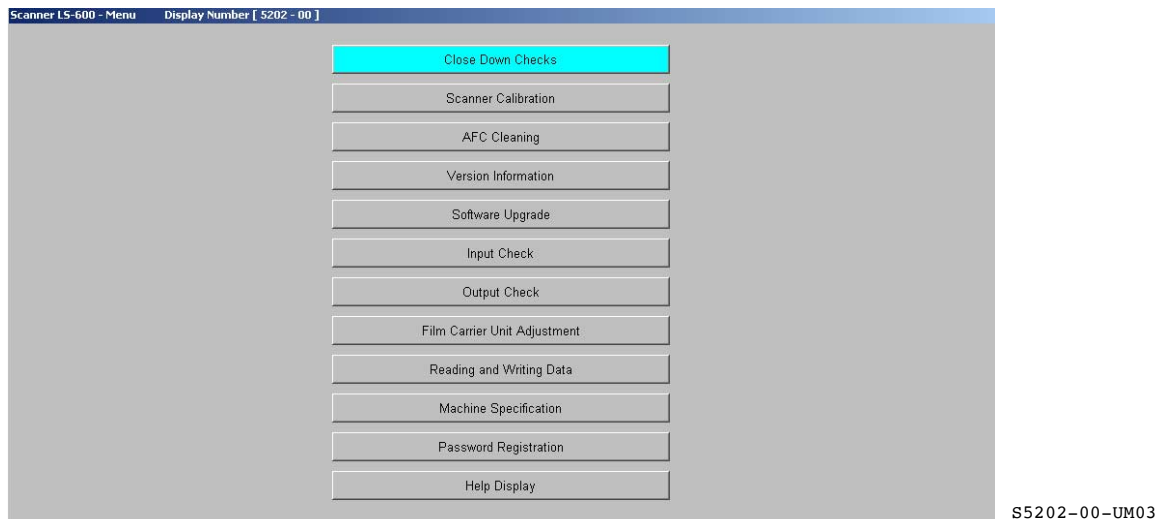 Scanner LS-600 - Menu Display Number [ 5202 - 00 ]
Close Down Checks
Scanner Calibration
AFC Cleaning
Version Information
Software Upgrade
Input Check
Output Check
Film Carrier Unit Adjustment
Reading and Writing Data
Machine Specification
Password Registration
Help Display
S5202-00-UM03